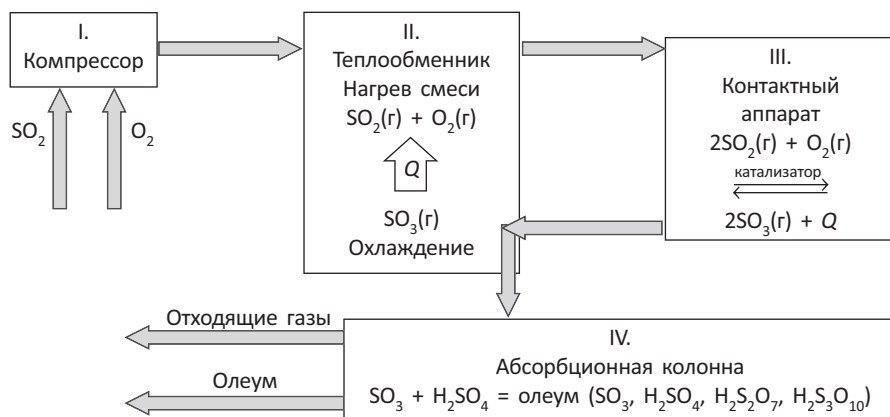 I.
Компрессор
SO₂
O₂
II.
Теплообменник
Нагрев смеси
SO₂(г) + O₂(г)
Q
SO₃(г)
Охлаждение
III.
Контактный
аппарат
2SO₂(г) + O₂(г)
катализатор
2SO₃(г) + Q
Отходящие газы
Олеум
IV.
Абсорбционная колонна
SO₃ + H₂SO₄ = олеум (SO₃, H₂SO₄, H₂S₂O₇, H₂S₃O₁₀)